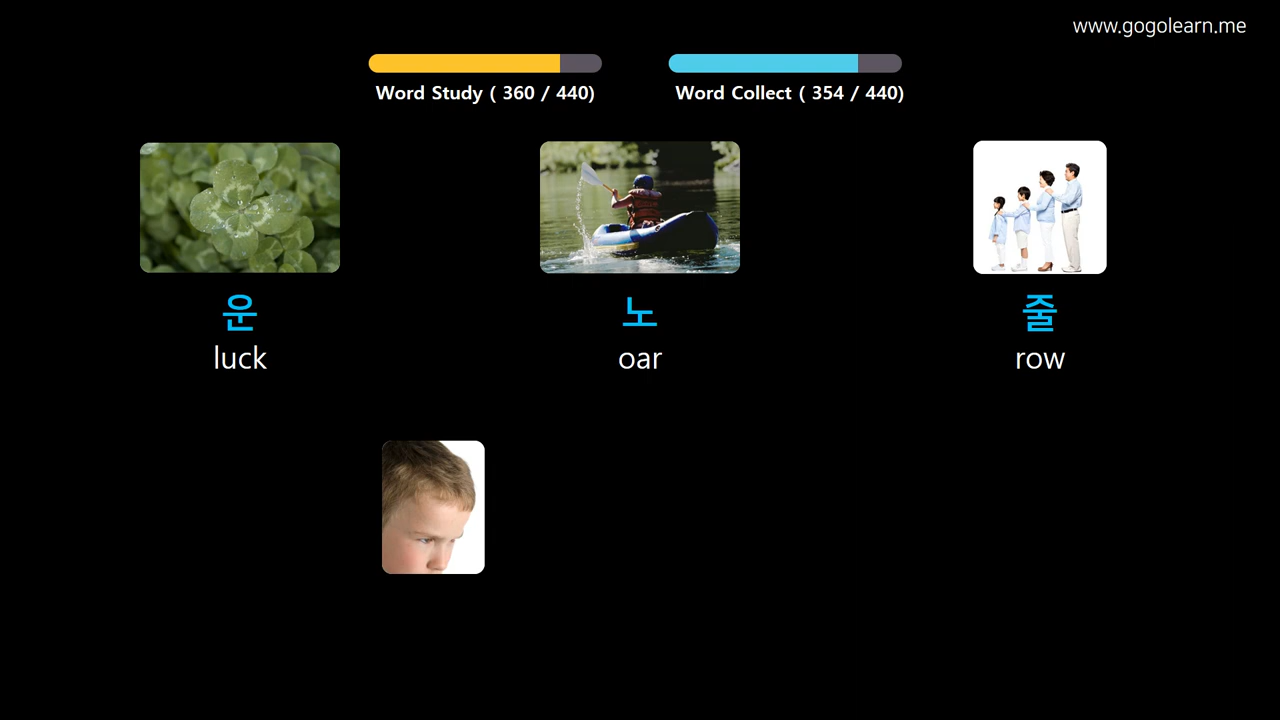 www.gogolearn.me
Word Study ( 360 / 440)
Word Collect ( 354 / 440)
운
luck
노
oar
줄
row